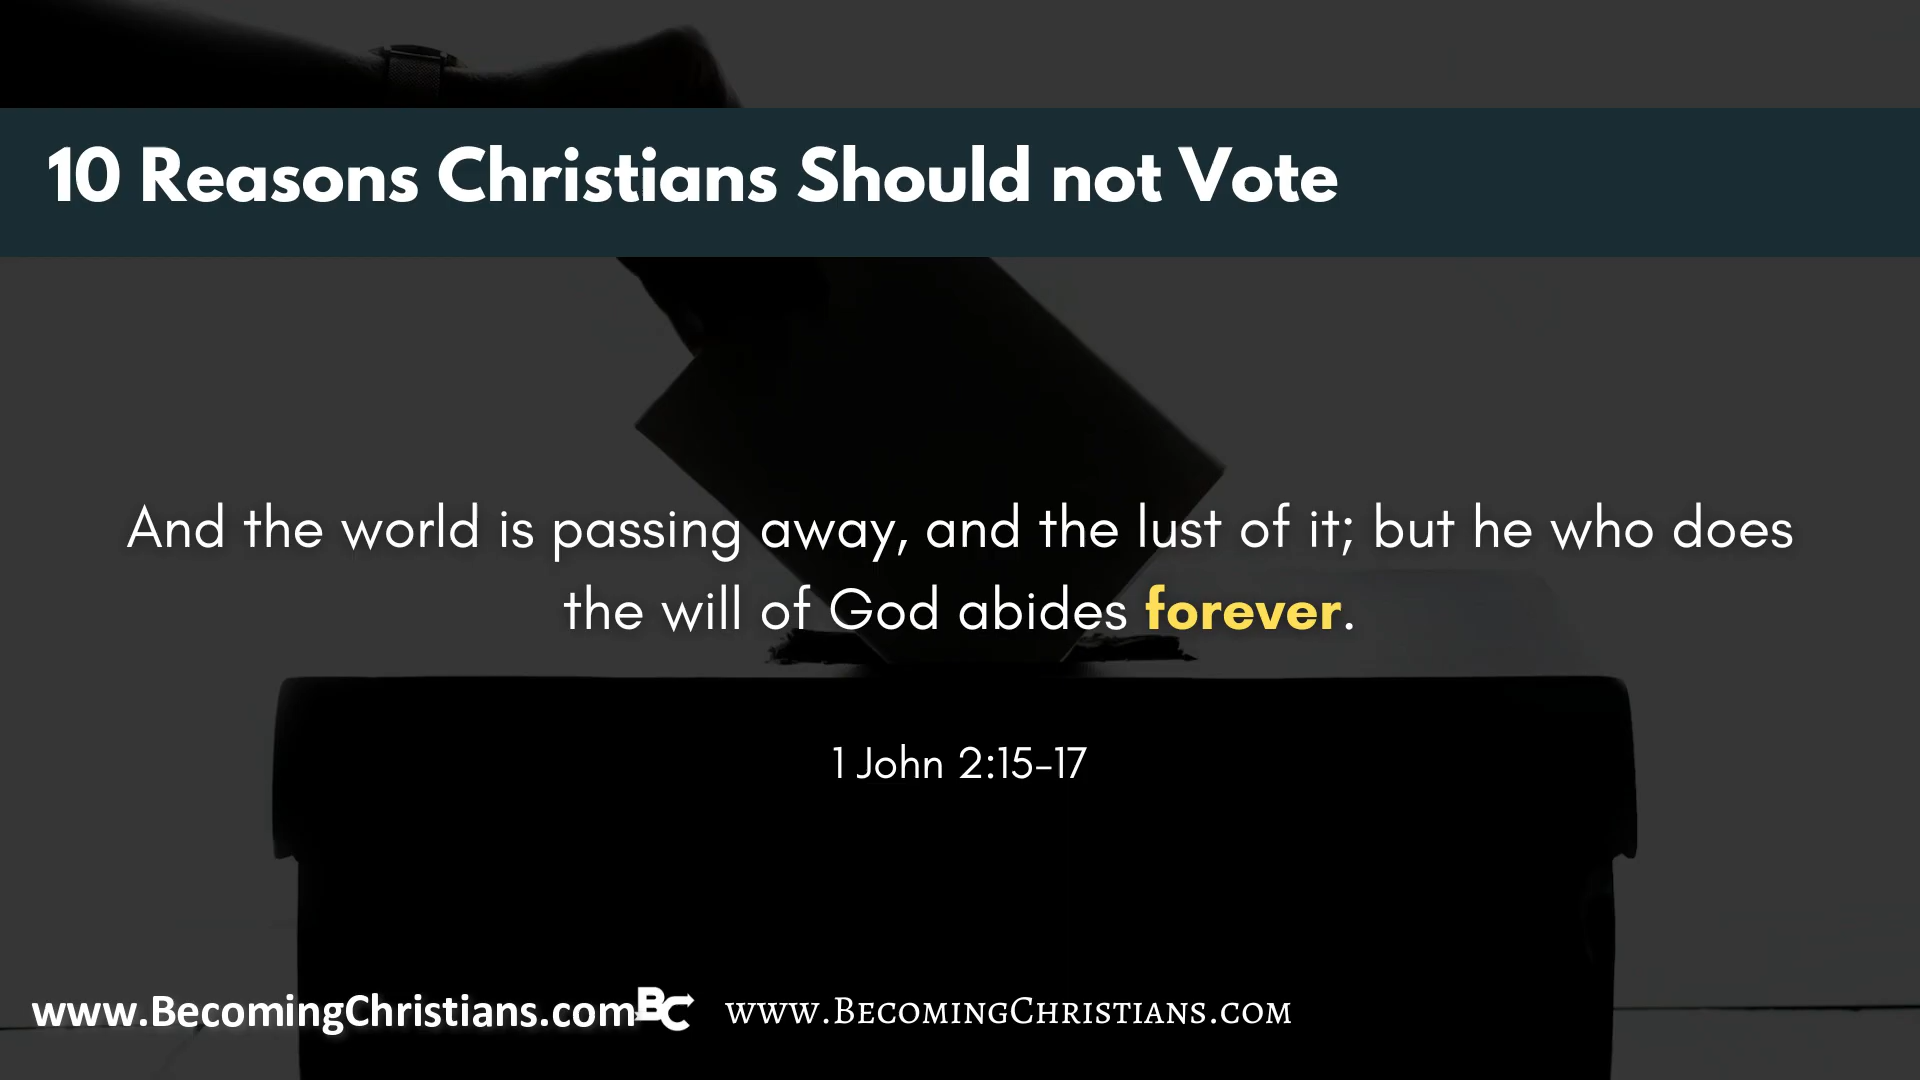 10 Reasons Christians Should not Vote
And the world is passing away, and the lust of it; but he who does
the will of God abides forever.
1 John 2:15-17
www.BecomingChristians.com BC www.BecomingChristians.com